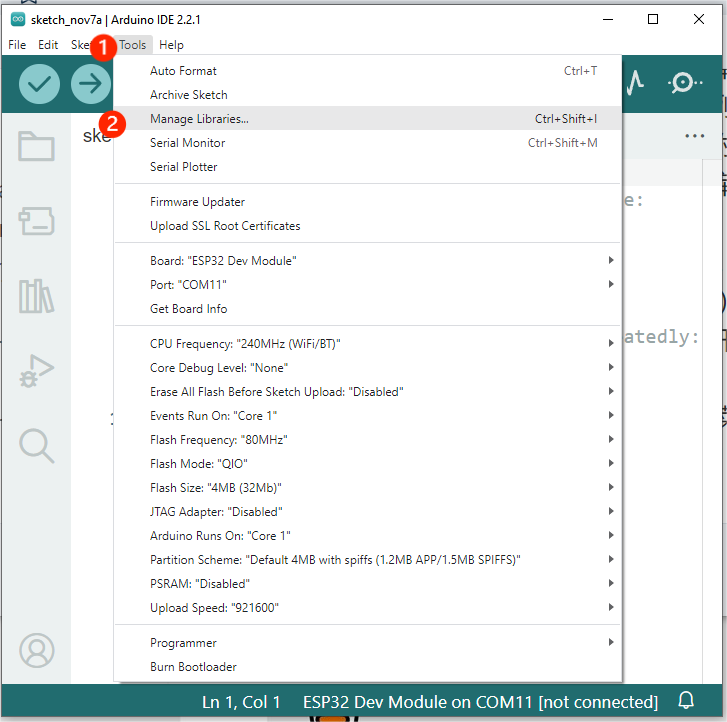 sketch_nov7a | Arduino IDE 2.2.1
File Edit Ske 1 Tools Help
Auto Format Ctrl+T
Archive Sketch
2 Manage Libraries... Ctrl+Shift+I
ske
Serial Monitor Ctrl+Shift+M
Serial Plotter
Firmware Updater
e:
Upload SSL Root Certificates
Board: "ESP32 Dev Module"
Port: "COM11"
Get Board Info
atedly:
CPU Frequency: "240MHz (WiFi/BT)"
Core Debug Level: "None"
Erase All Flash Before Sketch Upload: "Disabled"
Events Run On: "Core 1"
Flash Frequency: "80MHz"
Flash Mode: "QIO"
Flash Size: "4MB (32Mb)"
JTAG Adapter: "Disabled"
Arduino Runs On: "Core 1"
Partition Scheme: "Default 4MB with spiffs (1.2MB APP/1.5MB SPIFFS)"
PSRAM: "Disabled"
Upload Speed: "921600"
Programmer
Burn Bootloader
Ln 1, Col 1 ESP32 Dev Module on COM11 [not connected]